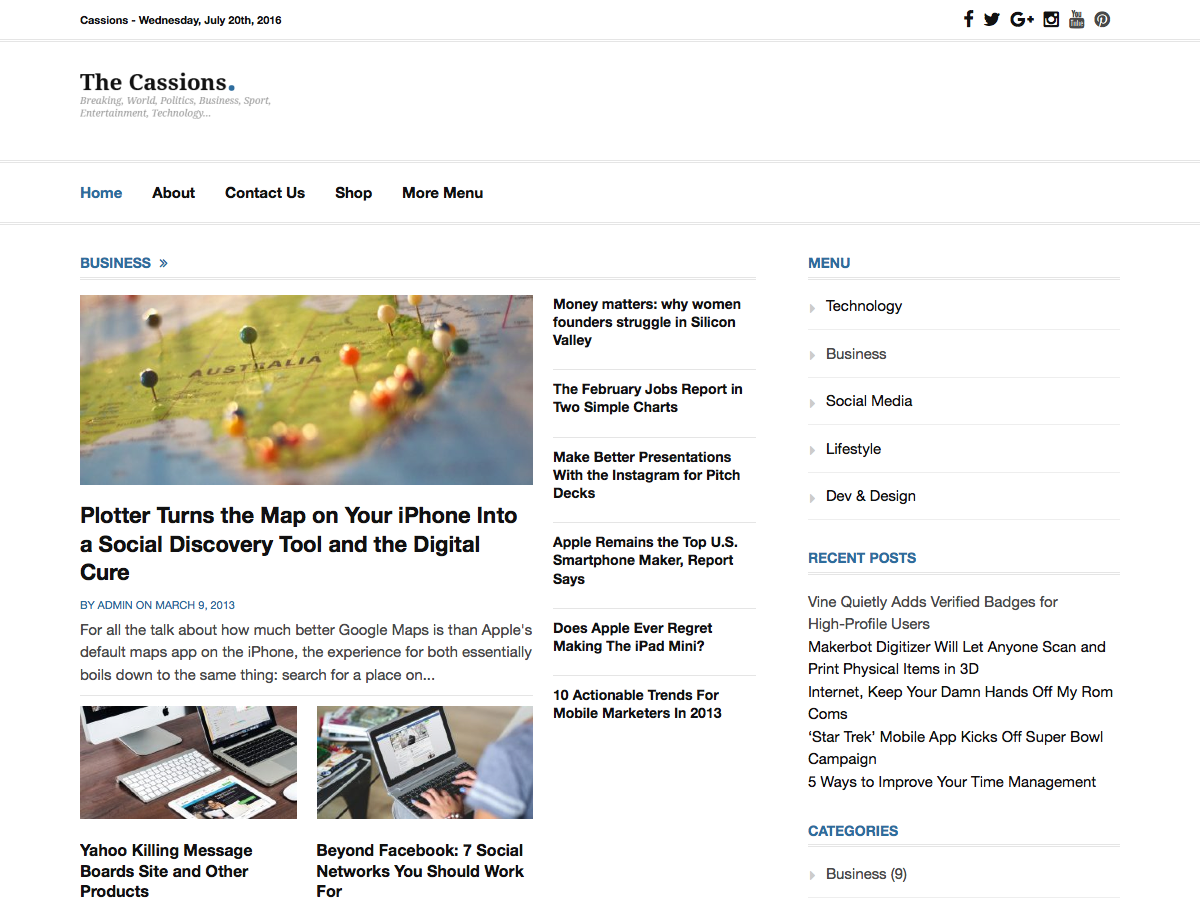 Cassions - Wednesday, July 20th, 2016
The Cassions.
Breaking, World, Politics, Business, Sport,
Entertainment, Technology...
Home
About
Contact Us
Shop
More Menu
BUSINESS »
AUSTRALIA
Plotter Turns the Map on Your iPhone Into
a Social Discovery Tool and the Digital
Cure
BY ADMIN ON MARCH 9, 2013
For all the talk about how much better Google Maps is than Apple's
default maps app on the iPhone, the experience for both essentially
boils down to the same thing: search for a place on...
Yahoo Killing Message
Boards Site and Other
Products
Beyond Facebook: 7 Social
Networks You Should Work
For
Money matters: why women
founders struggle in Silicon
Valley
The February Jobs Report in
Two Simple Charts
Make Better Presentations
With the Instagram for Pitch
Decks
Apple Remains the Top U.S.
Smartphone Maker, Report
Says
Does Apple Ever Regret
Making The iPad Mini?
10 Actionable Trends For
Mobile Marketers In 2013
MENU
Technology
Business
Social Media
Lifestyle
Dev & Design
RECENT POSTS
Vine Quietly Adds Verified Badges for
High-Profile Users
Makerbot Digitizer Will Let Anyone Scan and
Print Physical Items in 3D
Internet, Keep Your Damn Hands Off My Rom
Coms
‘Star Trek’ Mobile App Kicks Off Super Bowl
Campaign
5 Ways to Improve Your Time Management
CATEGORIES
Business (9)